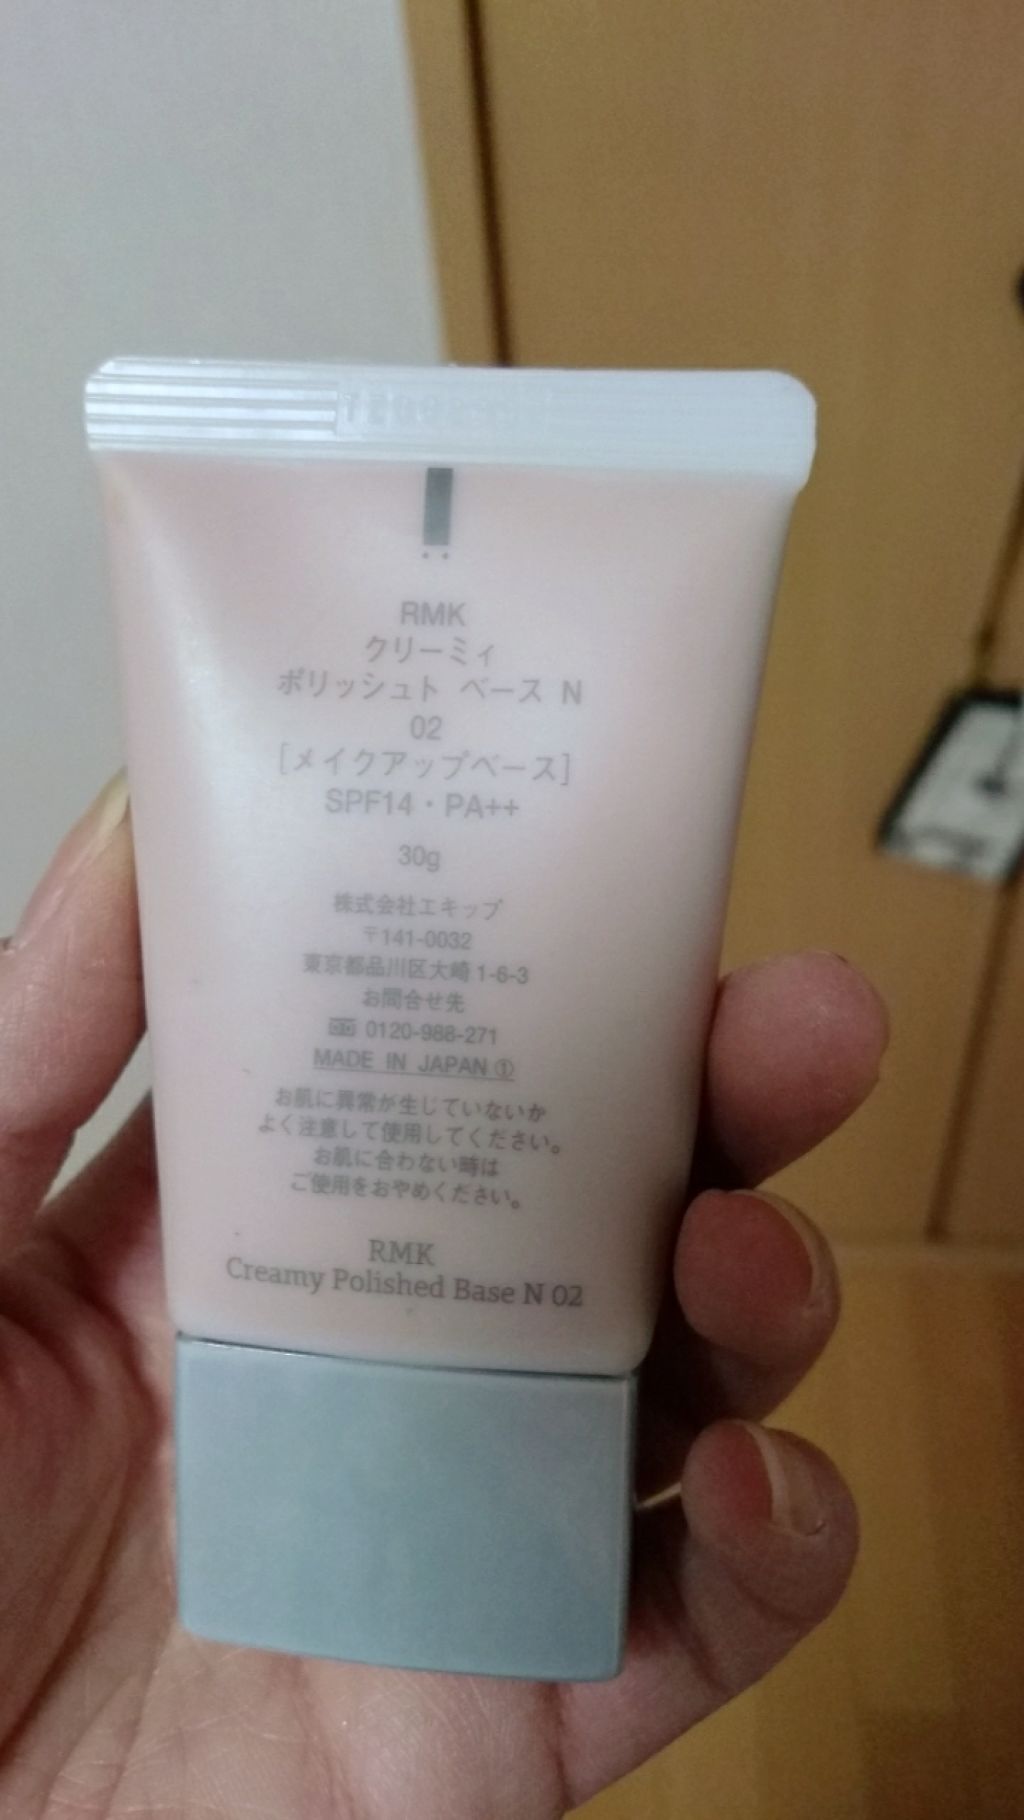 RMK
クリーミィ
ポリッシュト ベース N
02
[メイクアップベース]
SPF14・PA++
30g
株式会社エキップ
〒141-0032
東京都品川区大崎1-6-3
お問合せ先
0120-988-271
MADE IN JAPAN ①
お肌に異常が生じていないか
よく注意して使用してください。
お肌に合わない時は
ご使用をおやめください。
RMK
Creamy Polished Base N 02